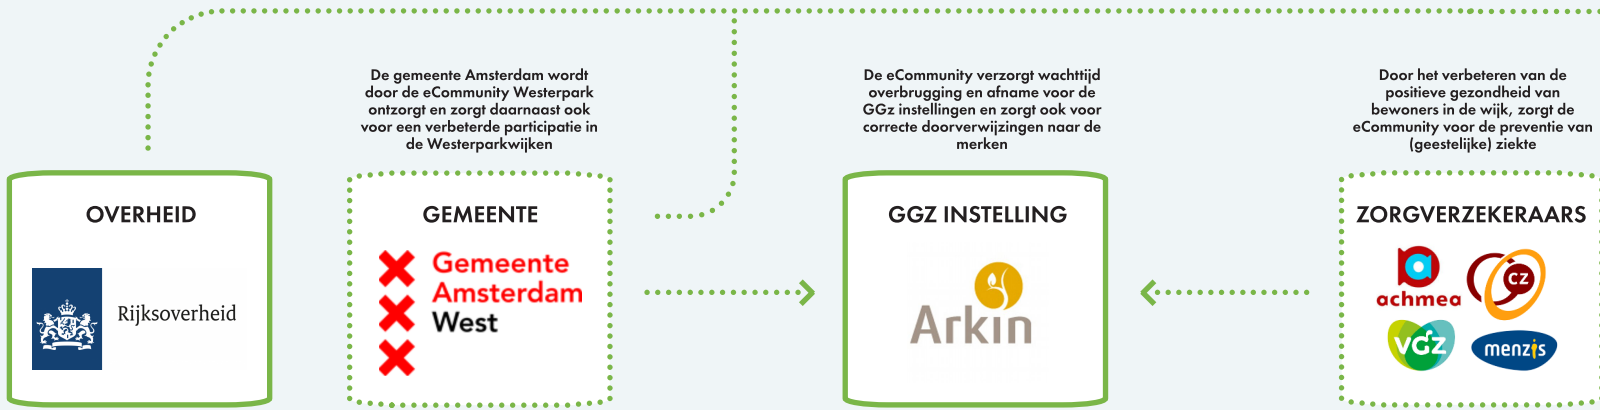 De gemeente Amsterdam wordt
door de eCommunity Westerpark
ontzorgt en zorgt daarnaast ook
voor een verbeterde participatie in
de Westerparkwijken
De eCommunity verzorgt wachttijd
overbrugging en afname voor de
GGz instellingen en zorgt ook voor
correcte doorverwijzingen naar de
merken
Door het verbeteren van de
positieve gezondheid van
bewoners in de wijk, zorgt de
eCommunity voor de preventie van
(geestelijke) ziekte
OVERHEID
Rijksoverheid
GEMEENTE
Gemeente
Amsterdam
West
GGZ INSTELLING
Arkin
ZORGVERZEKERAARS
achmea
CZ
VGZ
menzis